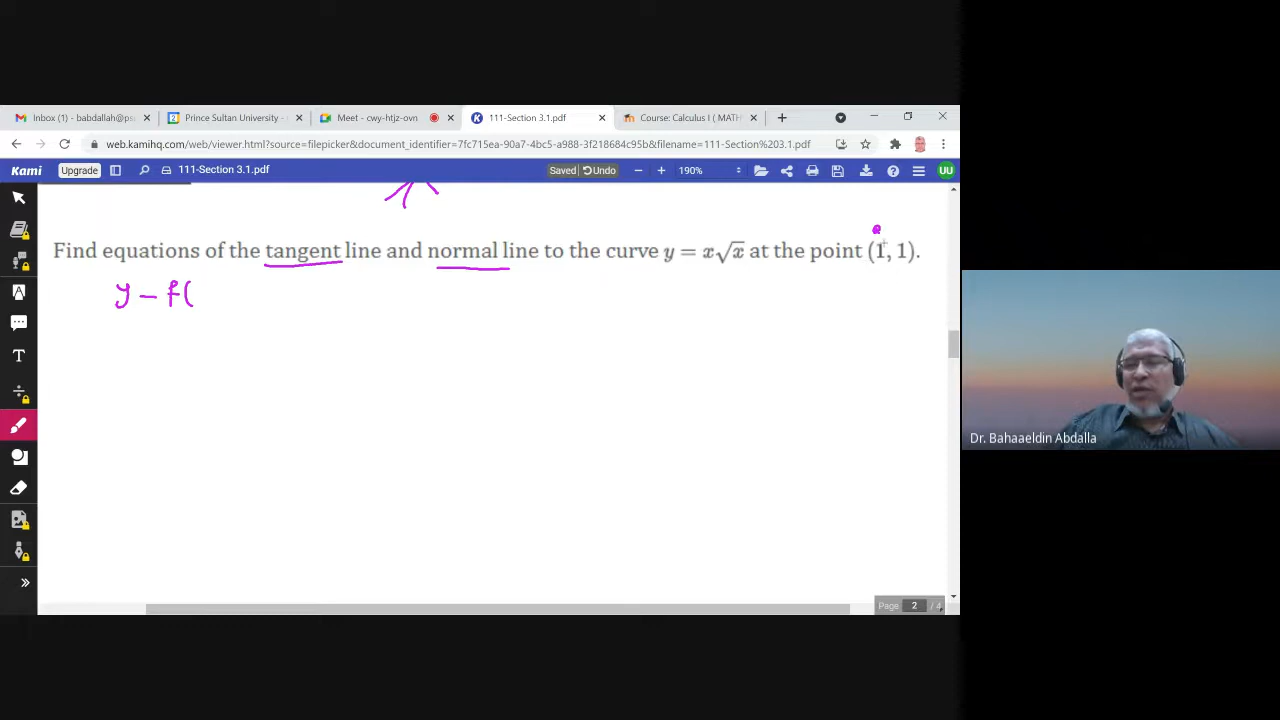 Inbox (1) - babdallah@ps
Prince Sultan University -
Meet - cwy-htjz-ovn
111-Section 3.1.pdf
Course: Calculus I ( MATH
web.kamihq.com/web/viewer.html?source=filepicker&document_identifier=7fc715ea-90a7-4bc5-a988-3f218684c95b&filename=111-Section%203.1.pdf
Kami Upgrade 111-Section 3.1.pdf Saved Undo 190% UU
Find equations of the tangent line and normal line to the curve y = x√x at the point (1, 1).
y - f(
Dr. Bahaaeldin Abdalla
Page 2 / 4